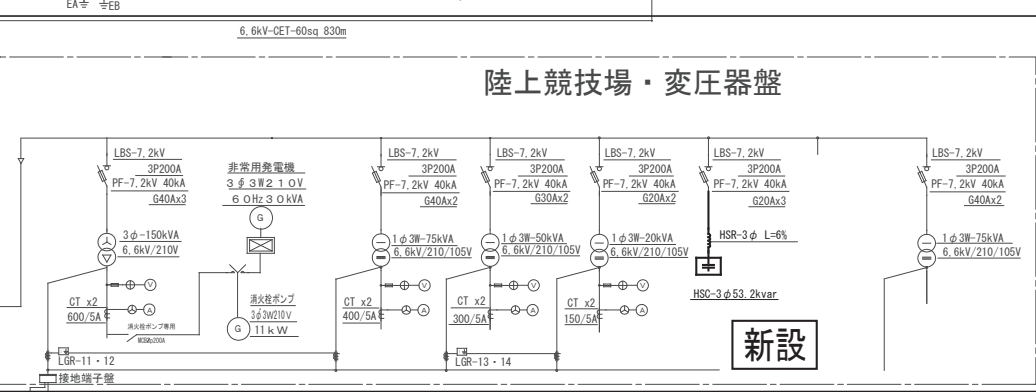 EA EB
6.6kV-CET-60sq 830m
陸上競技場・変圧器盤
LBS-7.2kV
3P200A
PF-7.2kV 40kA
G40Ax3
非常用発電機
3φ3W210V
60Hz30kVA
G
3φ-150kVA
6.6kV/210V
V
A
CT x2
600/5A
消火栓ポンプ専用
消火栓ポンプ
3φ3W210V
11kW
G
LGR-11・12
接地端子盤
LBS-7.2kV
3P200A
PF-7.2kV 40kA
G40Ax2
1φ3W-75kVA
6.6kV/210/105V
V
A
CT x2
400/5A
LBS-7.2kV
3P200A
PF-7.2kV 40kA
G30Ax2
1φ3W-50kVA
6.6kV/210/105V
V
A
CT x2
300/5A
LGR-13・14
LBS-7.2kV
3P200A
PF-7.2kV 40kA
G20Ax2
1φ3W-20kVA
6.6kV/210/105V
V
A
CT x2
150/5A
LBS-7.2kV
3P200A
PF-7.2kV 40kA
G20Ax3
HSR-3φ L=6%
HSC-3φ53.2kvar
新設
LBS-7.2kV
3P200A
PF-7.2kV 40kA
G40Ax2
1φ3W-75kVA
6.6kV/210/105V